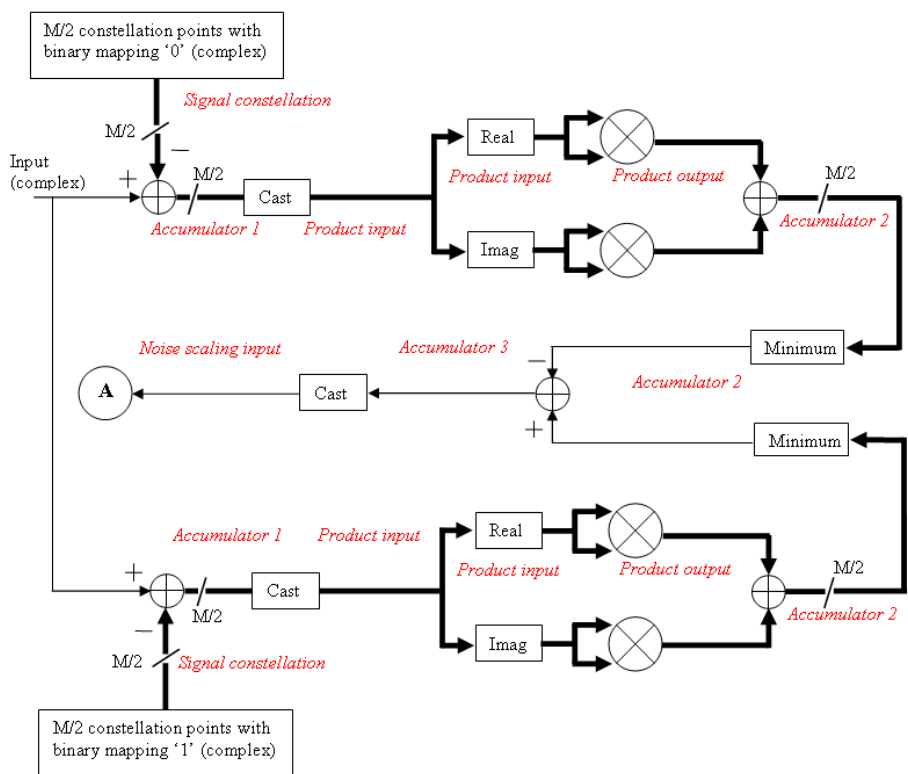 M/2 constellation points with
binary mapping ‘0’ (complex)
Signal constellation
M/2
−
Input
(complex)
+
M/2
Cast
Accumulator 1
Product input
Real
Product input
Product output
Imag
M/2
Accumulator 2
Noise scaling input
Accumulator 3
−
Minimum
A
Cast
Accumulator 2
+
Minimum
Accumulator 1
Product input
Real
Product input
Product output
+
M/2
Cast
M/2
Accumulator 2
−
M/2
Signal constellation
Imag
M/2 constellation points with
binary mapping ‘1’ (complex)